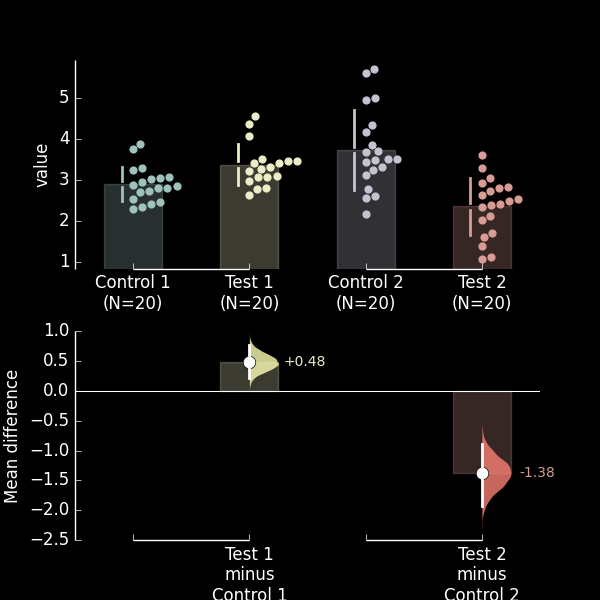 value
5
4
3
2
1
Control 1
(N=20)
Test 1
(N=20)
Control 2
(N=20)
Test 2
(N=20)
Mean difference
1.0
0.5
0.0
−0.5
−1.0
−1.5
−2.0
−2.5
+0.48
-1.38
Test 1
minus
Control 1
Test 2
minus
Control 2